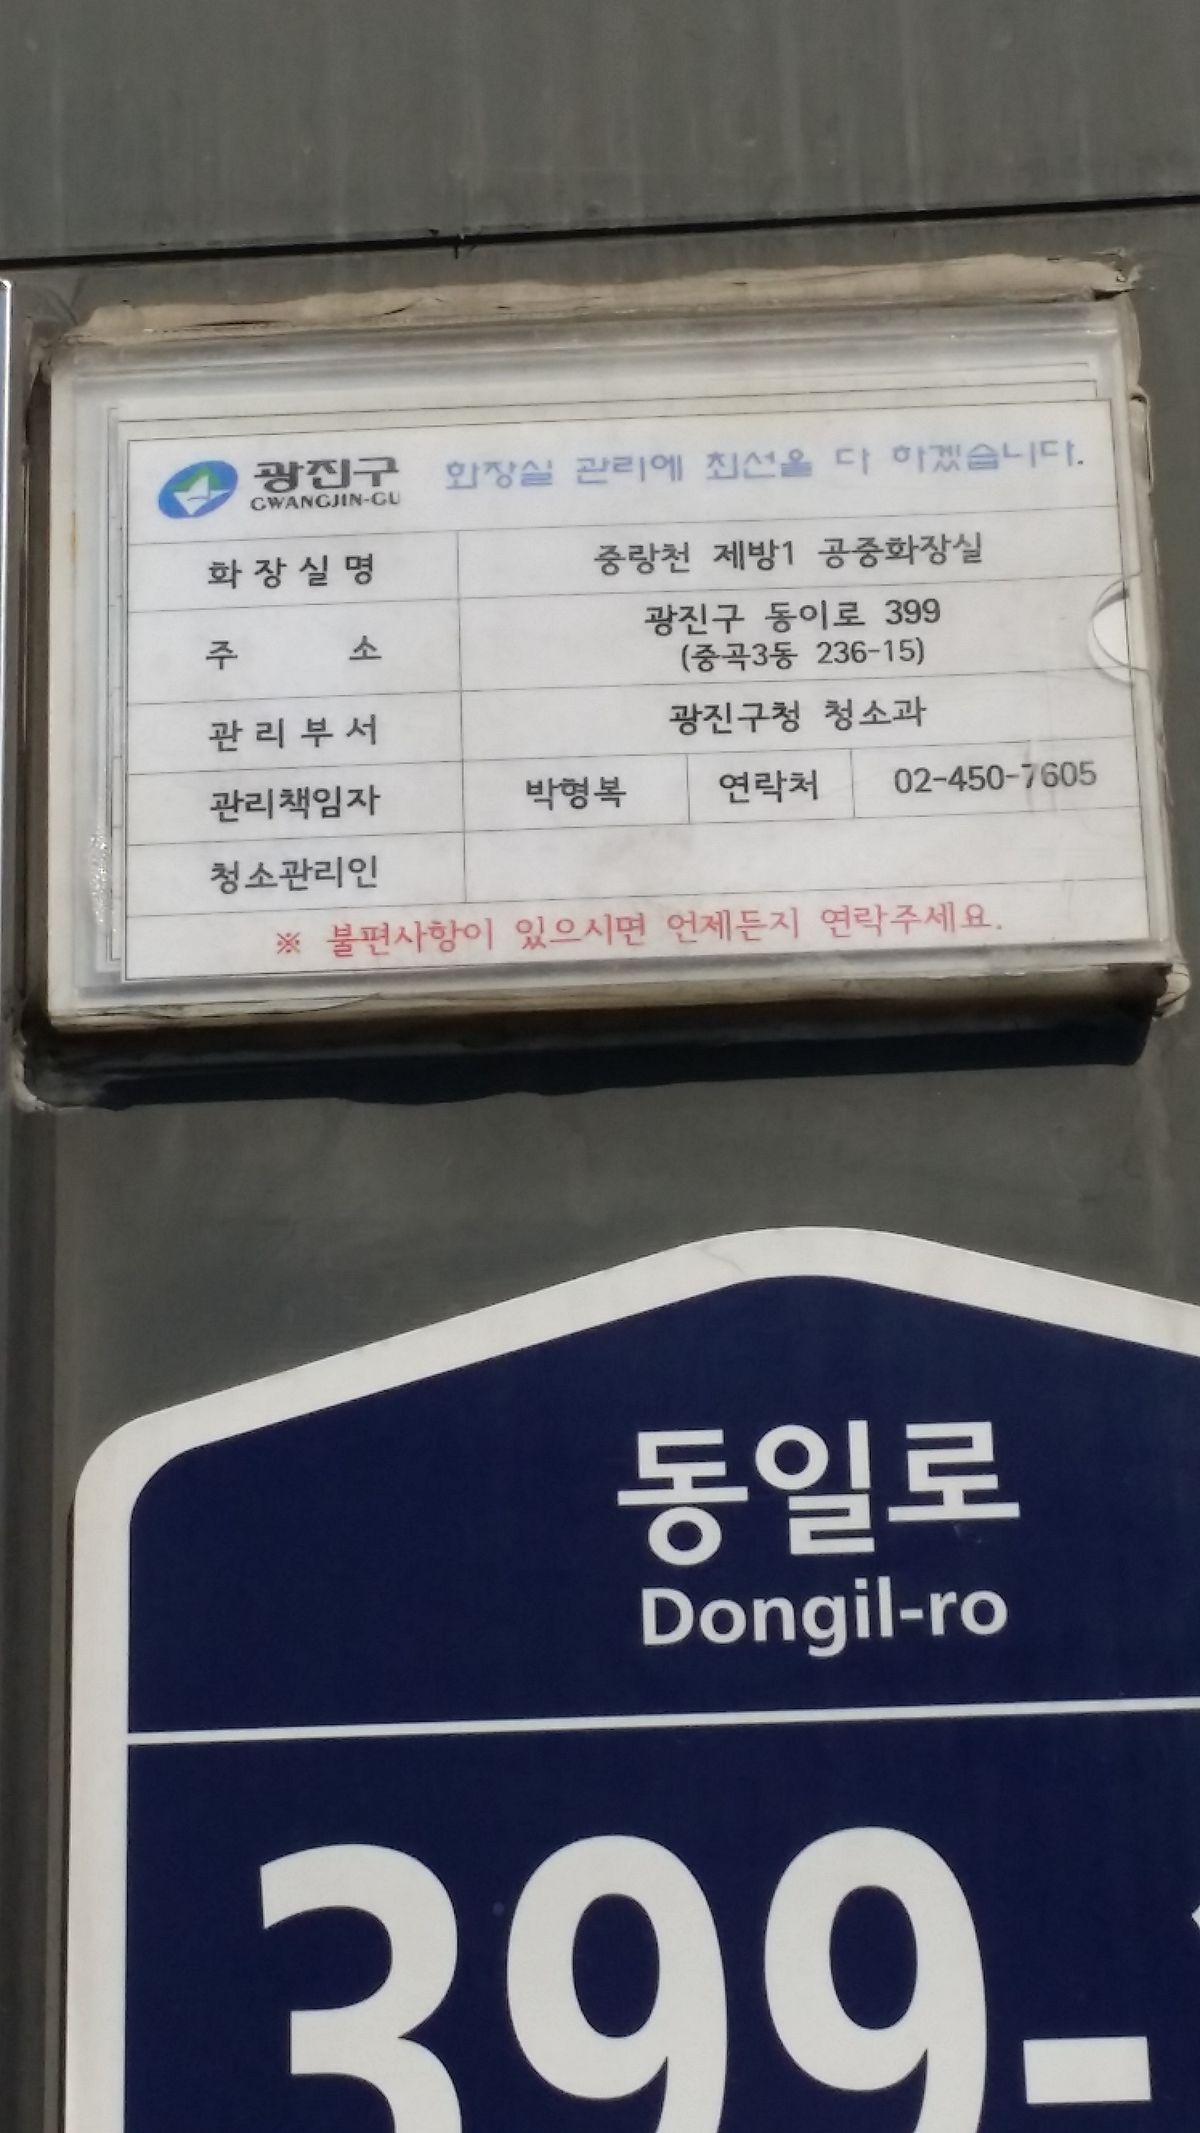 광진구 화장실 관리에 최선을 다 하겠습니다.
GWANGJIN-GU
화장실명 중랑천 제방1 공중화장실
주 소 광진구 동이로 399
(중곡3동 236-15)
관리부서 광진구청 청소과
관리책임자 박형복 연락처 02-450-7605
청소관리인
※ 불편사항이 있으시면 언제든지 연락주세요.
동일로
Dongil-ro
399-